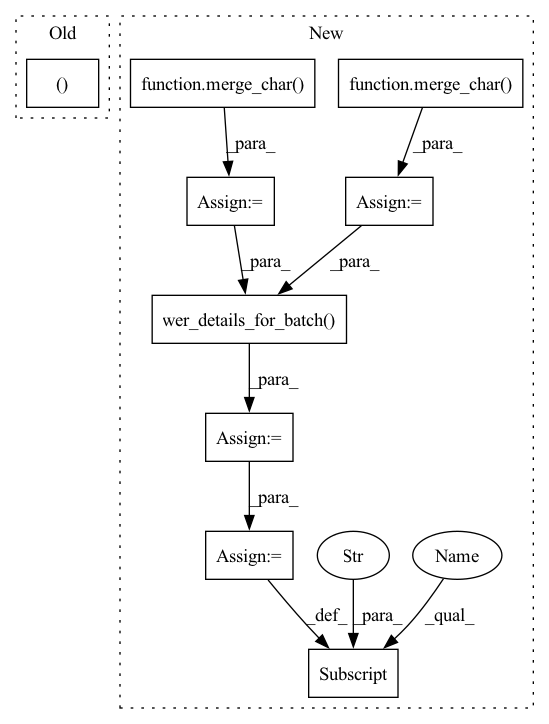 Old
New
()
function.merge_char()
function.merge_char()
_para_
_para_
Assign:=
Assign:=
_para_
_para_
wer_details_for_batch()
_para_
Assign:=
_para_
Assign:=
Str
Name
_def_
_para_
_qual_
Subscript